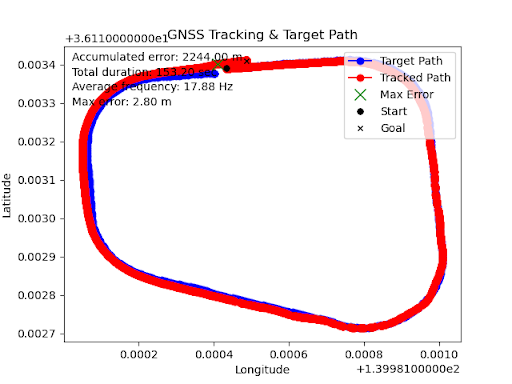 +3.6110000000e1
GNSS Tracking & Target Path
Accumulated error: 2244.00 m
Total duration: 153.20 sec
Average frequency: 17.88 Hz
Max error: 2.80 m
Target Path
Tracked Path
Max Error
Start
Goal
0.0034
0.0033
0.0032
0.0031
0.0030
0.0029
0.0028
0.0027
Latitude
0.0002
0.0004
0.0006
0.0008
0.0010
Longitude
+1.3998100000e2